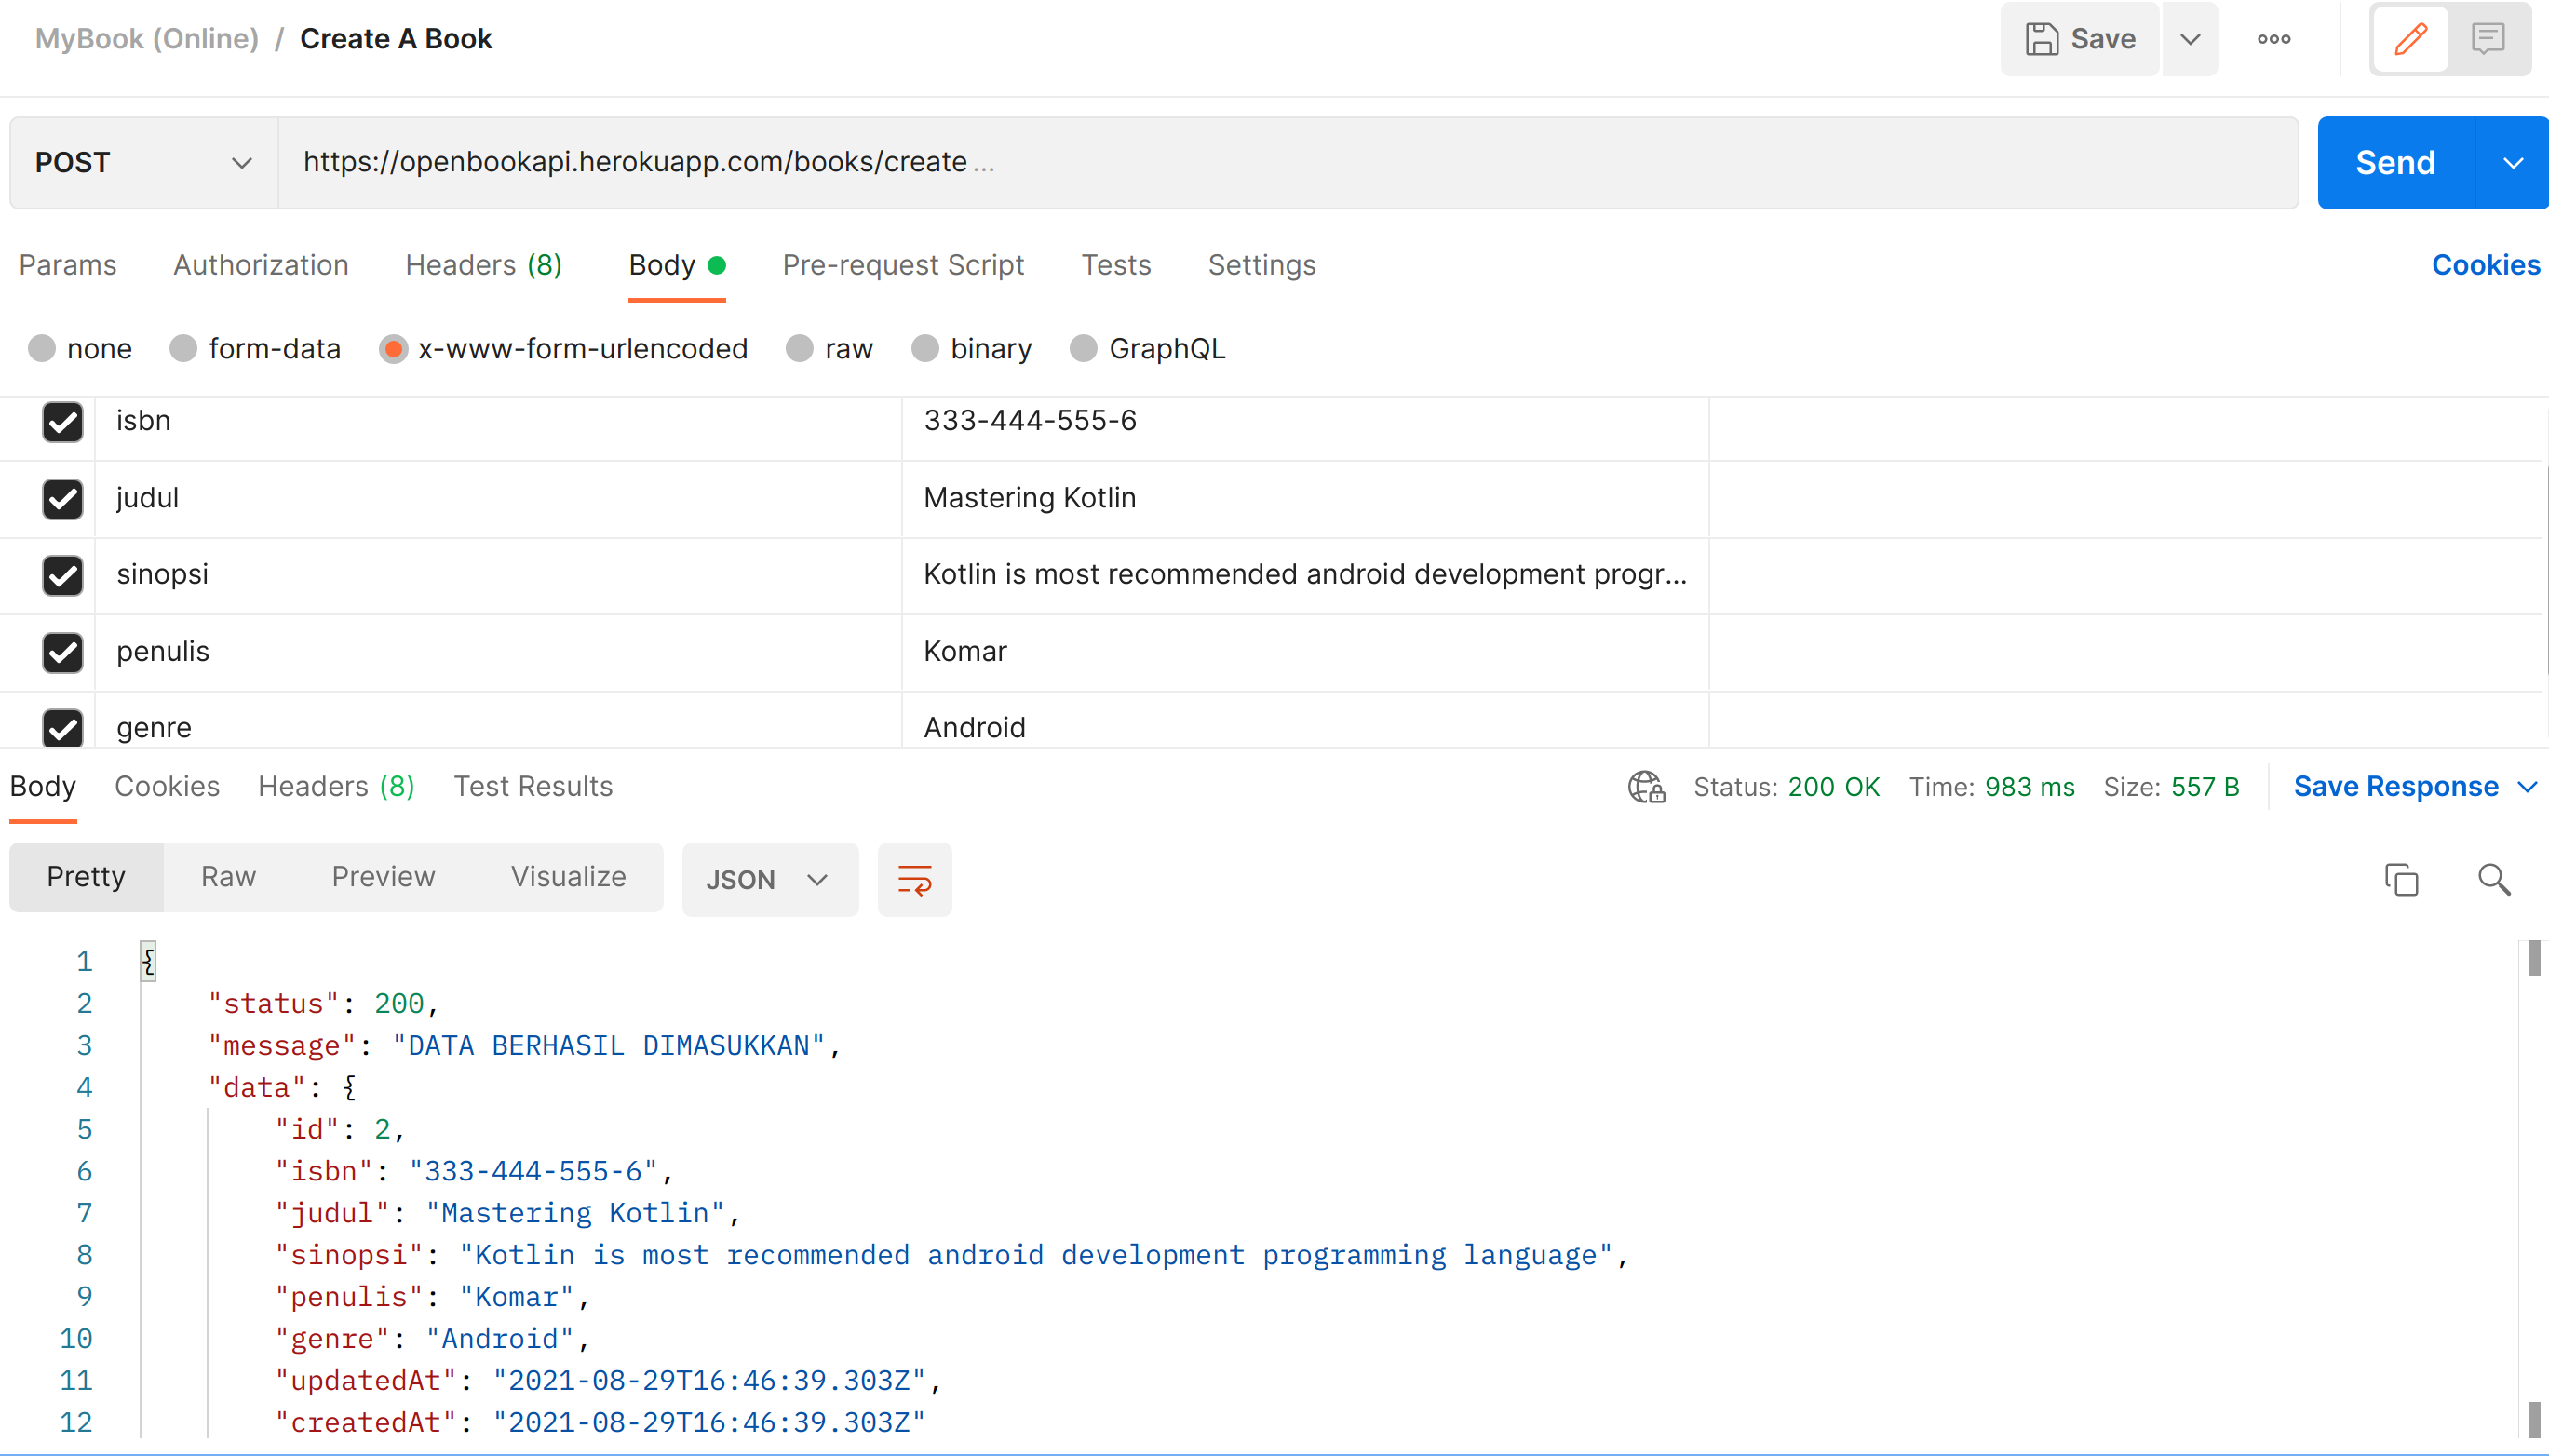 MyBook (Online) / Create A Book
Save
POST
https://openbookapi.herokuapp.com/books/create ...
Send
Params Authorization Headers (8) Body Pre-request Script Tests Settings Cookies
none form-data x-www-form-urlencoded raw binary GraphQL
isbn 333-444-555-6
judul Mastering Kotlin
sinopsi Kotlin is most recommended android development progr...
penulis Komar
genre Android
Body Cookies Headers (8) Test Results Status: 200 OK Time: 983 ms Size: 557 B Save Response
Pretty Raw Preview Visualize JSON
1 {
2 "status": 200,
3 "message": "DATA BERHASIL DIMASUKKAN",
4 "data": {
5 "id": 2,
6 "isbn": "333-444-555-6",
7 "judul": "Mastering Kotlin",
8 "sinopsi": "Kotlin is most recommended android development programming language",
9 "penulis": "Komar",
10 "genre": "Android",
11 "updatedAt": "2021-08-29T16:46:39.303Z",
12 "createdAt": "2021-08-29T16:46:39.303Z"